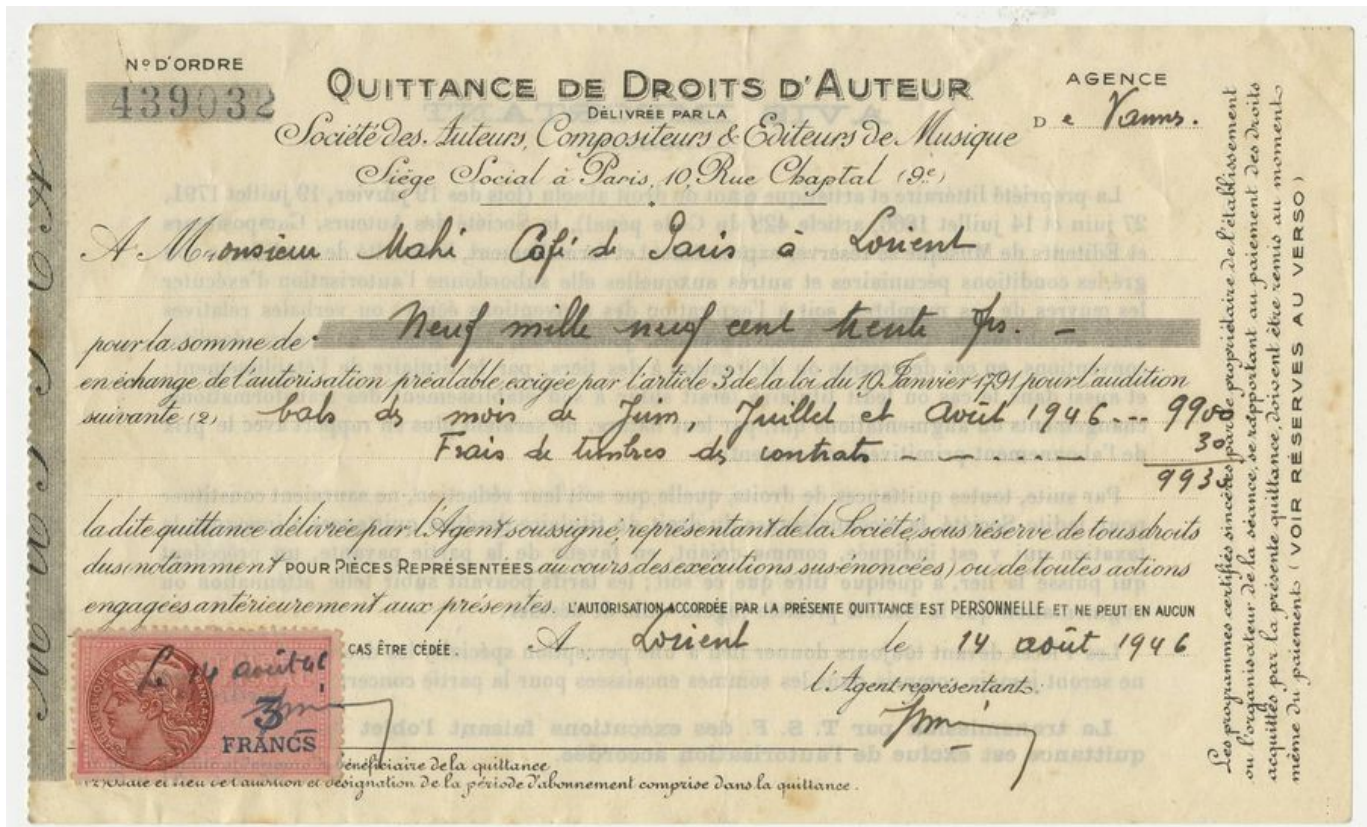 N° D'ORDRE
439032
QUITTANCE DE DROITS D'AUTEUR
DÉLIVRÉE PAR LA
Société des Auteurs, Compositeurs & Editeurs de Musique
Siège Social à Paris, 10 Rue Chaptal (9e)
AGENCE
De Vannes.
A Monsieur Mahi Café de Paris à Lorient
pour la somme de Neuf mille neuf cent trente frs. -
en échange de l'autorisation préalable exigée par l'article 3 de la loi du 10 Janvier 1791 pour l'audition
suivante (2) bals des mois de Juin, Juillet et Août 1946 --- 9900
Frais de timbres des contrats - - - - 30
9930
la dite quittance délivrée par l'Agent soussigné, représentant de la Société, sous réserve de tous droits
dus (notamment POUR PIÈCES REPRÉSENTÉES au cours des exécutions sus-énoncées) ou de toutes actions
engagées antérieurement aux présentes. L'AUTORISATION ACCORDÉE PAR LA PRÉSENTE QUITTANCE EST PERSONNELLE ET NE PEUT EN AUCUN
CAS ÊTRE CÉDÉE. A Lorient le 14 août 1946
l'Agent représentant.
Le 14 août 46
3
FRANCS
bénéficiaire de la quittance.
(2) Date et lieu de l'audition et désignation de la période d'abonnement comprise dans la quittance.
Les programmes certifiés sincères par le propriétaire de l'établissement
ou l'organisateur de la séance, se rapportant au paiement des droits
acquittés par la présente quittance, doivent être remis au moment
même du paiement. (VOIR RÉSERVES AU VERSO)